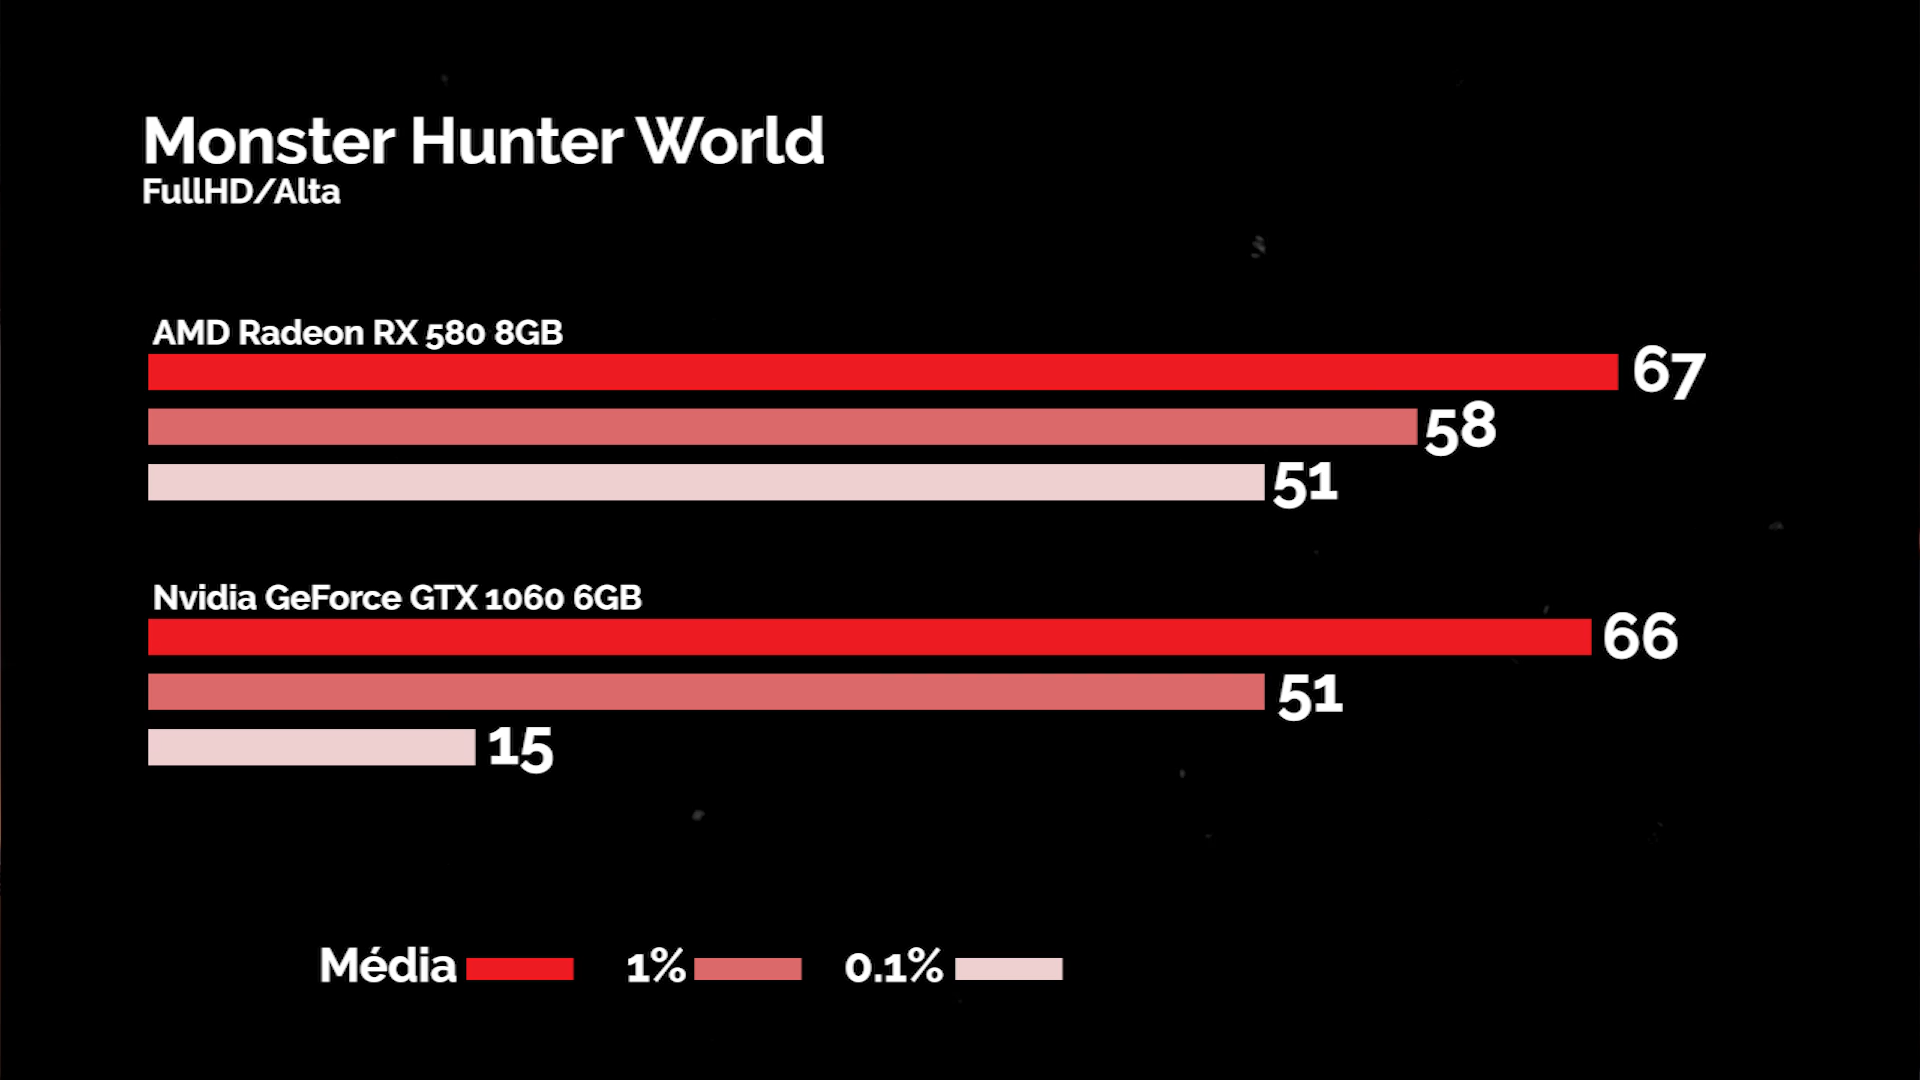 Monster Hunter World
FullHD/Alta
AMD Radeon RX 580 8GB
67
58
51
Nvidia GeForce GTX 1060 6GB
66
51
15
Média 1% 0.1%